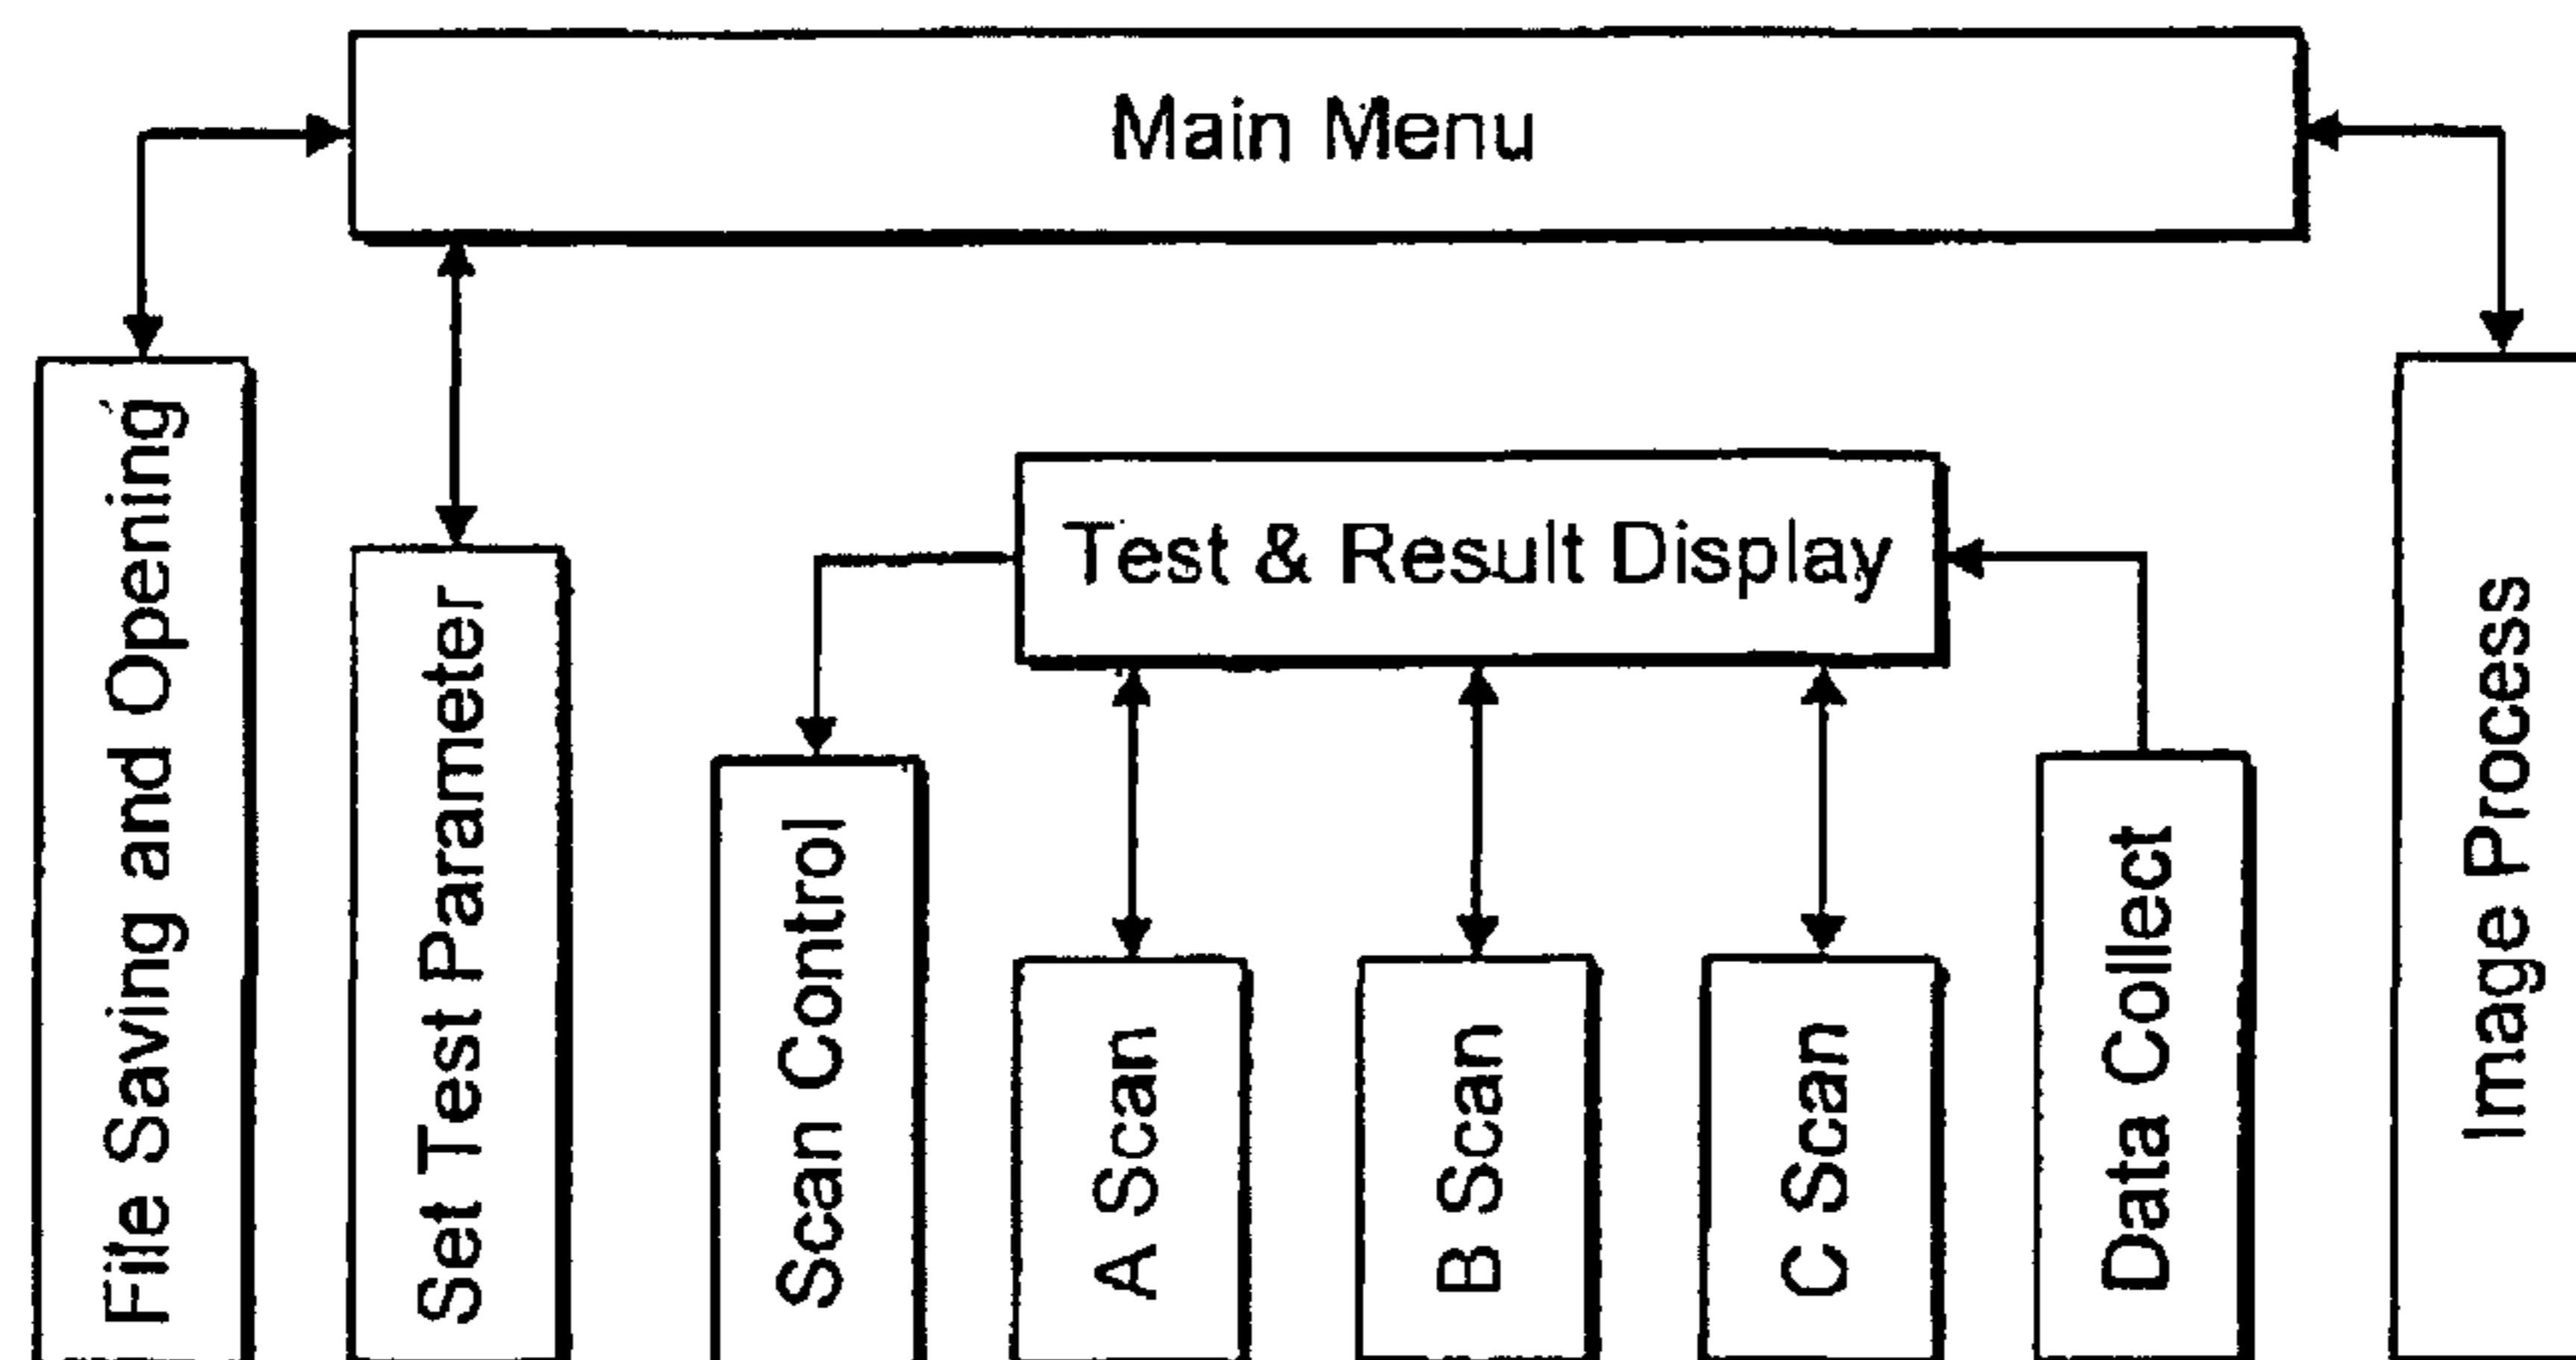 Main Menu
File Saving and Opening
Set Test Parameter
Test & Result Display
Scan Control
A Scan
B Scan
C Scan
Data Collect
Image Process